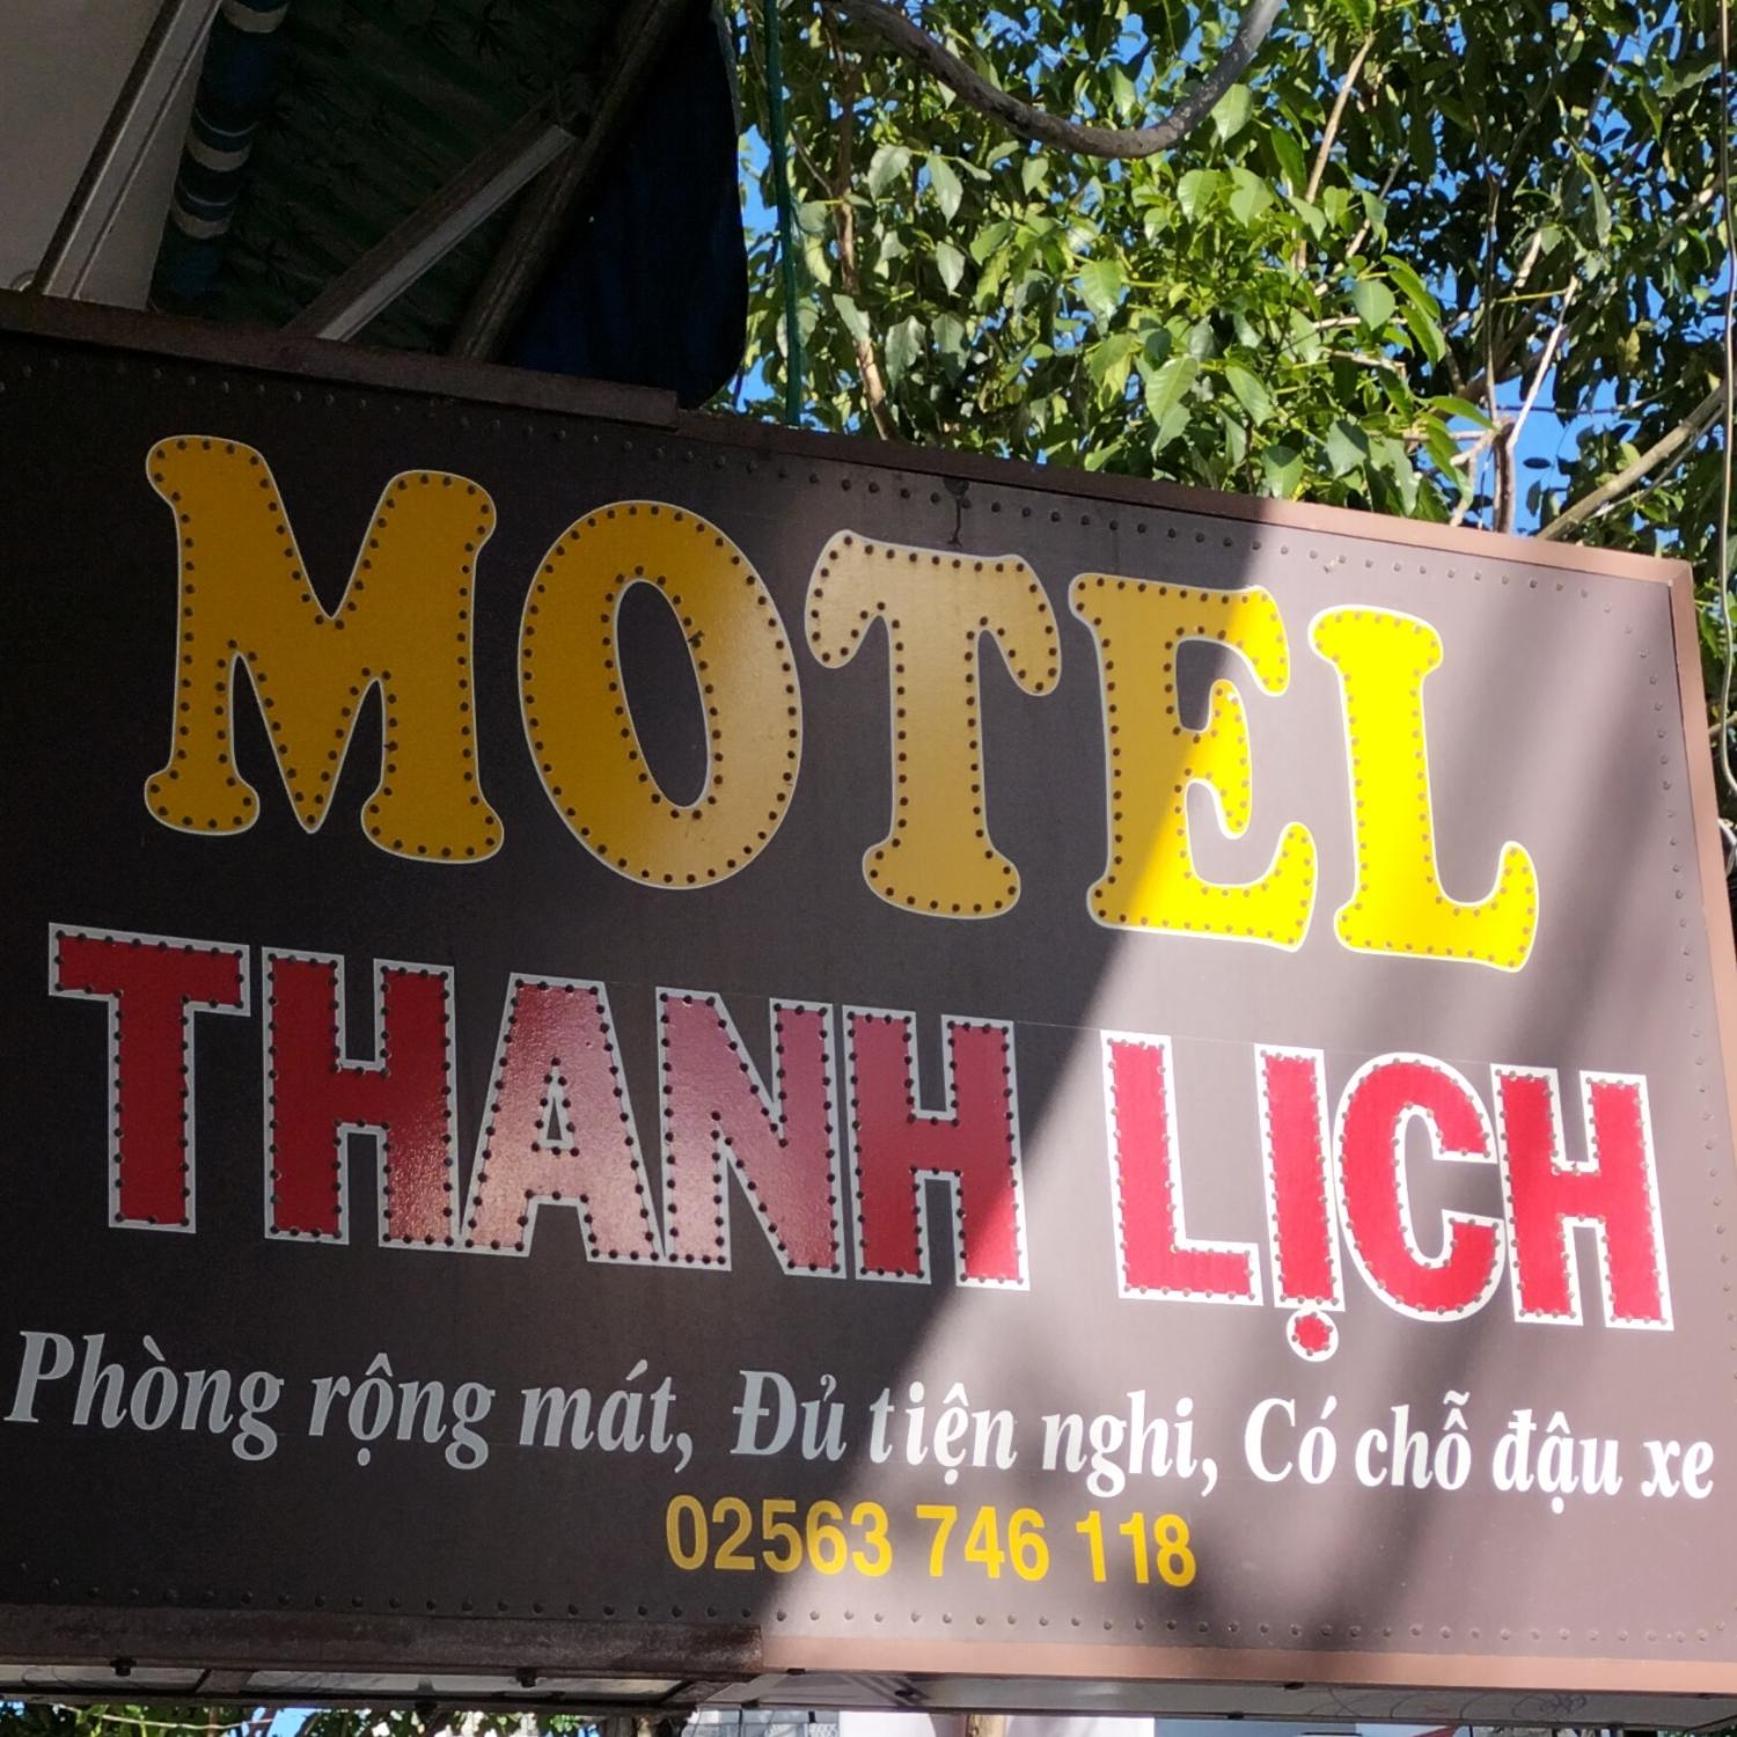 MOTEL
THANH LỊCH
Phòng rộng mát, Đủ tiện nghi, Có chỗ đậu xe
02563 746 118